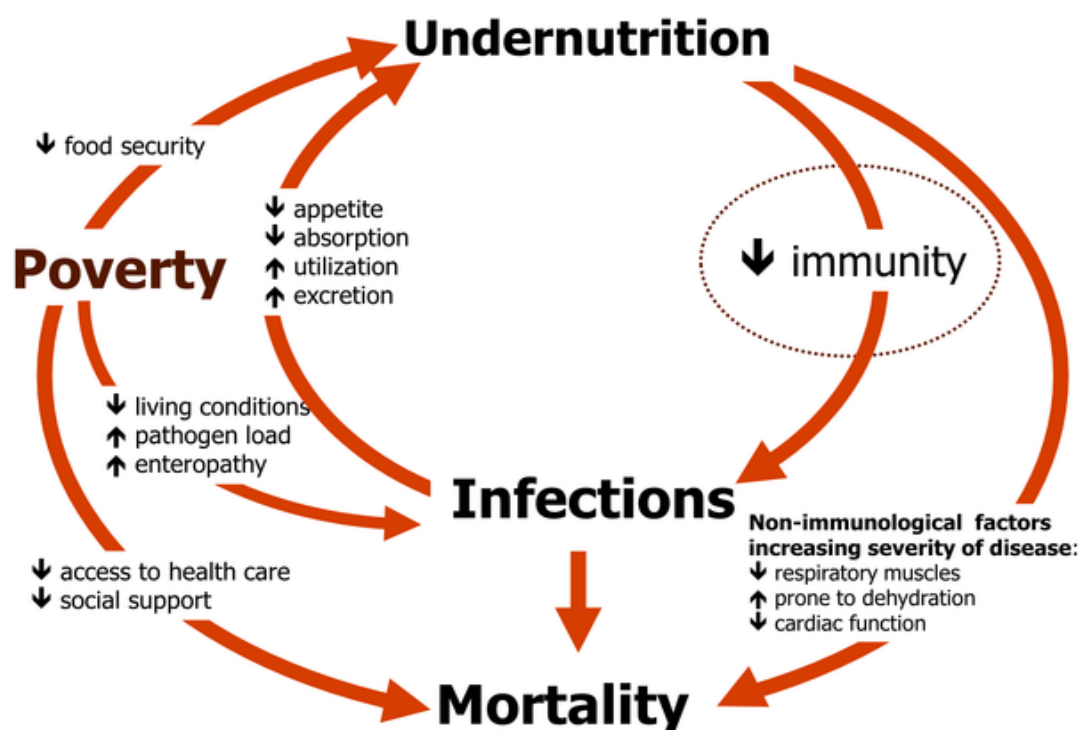 Undernutrition
↓ food security
↓ appetite
↓ absorption
↑ utilization
↑ excretion
↓ immunity
Poverty
↓ living conditions
↑ pathogen load
↑ enteropathy
Infections
Non-immunological factors
increasing severity of disease:
↓ respiratory muscles
↑ prone to dehydration
↓ cardiac function
↓ access to health care
↓ social support
Mortality